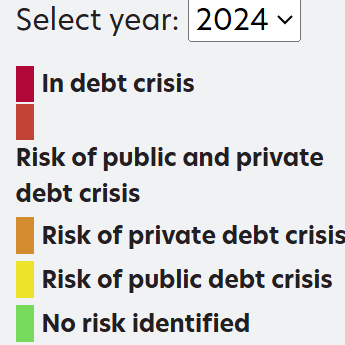 Select year: 2024
In debt crisis
Risk of public and private
debt crisis
Risk of private debt crisis
Risk of public debt crisis
No risk identified